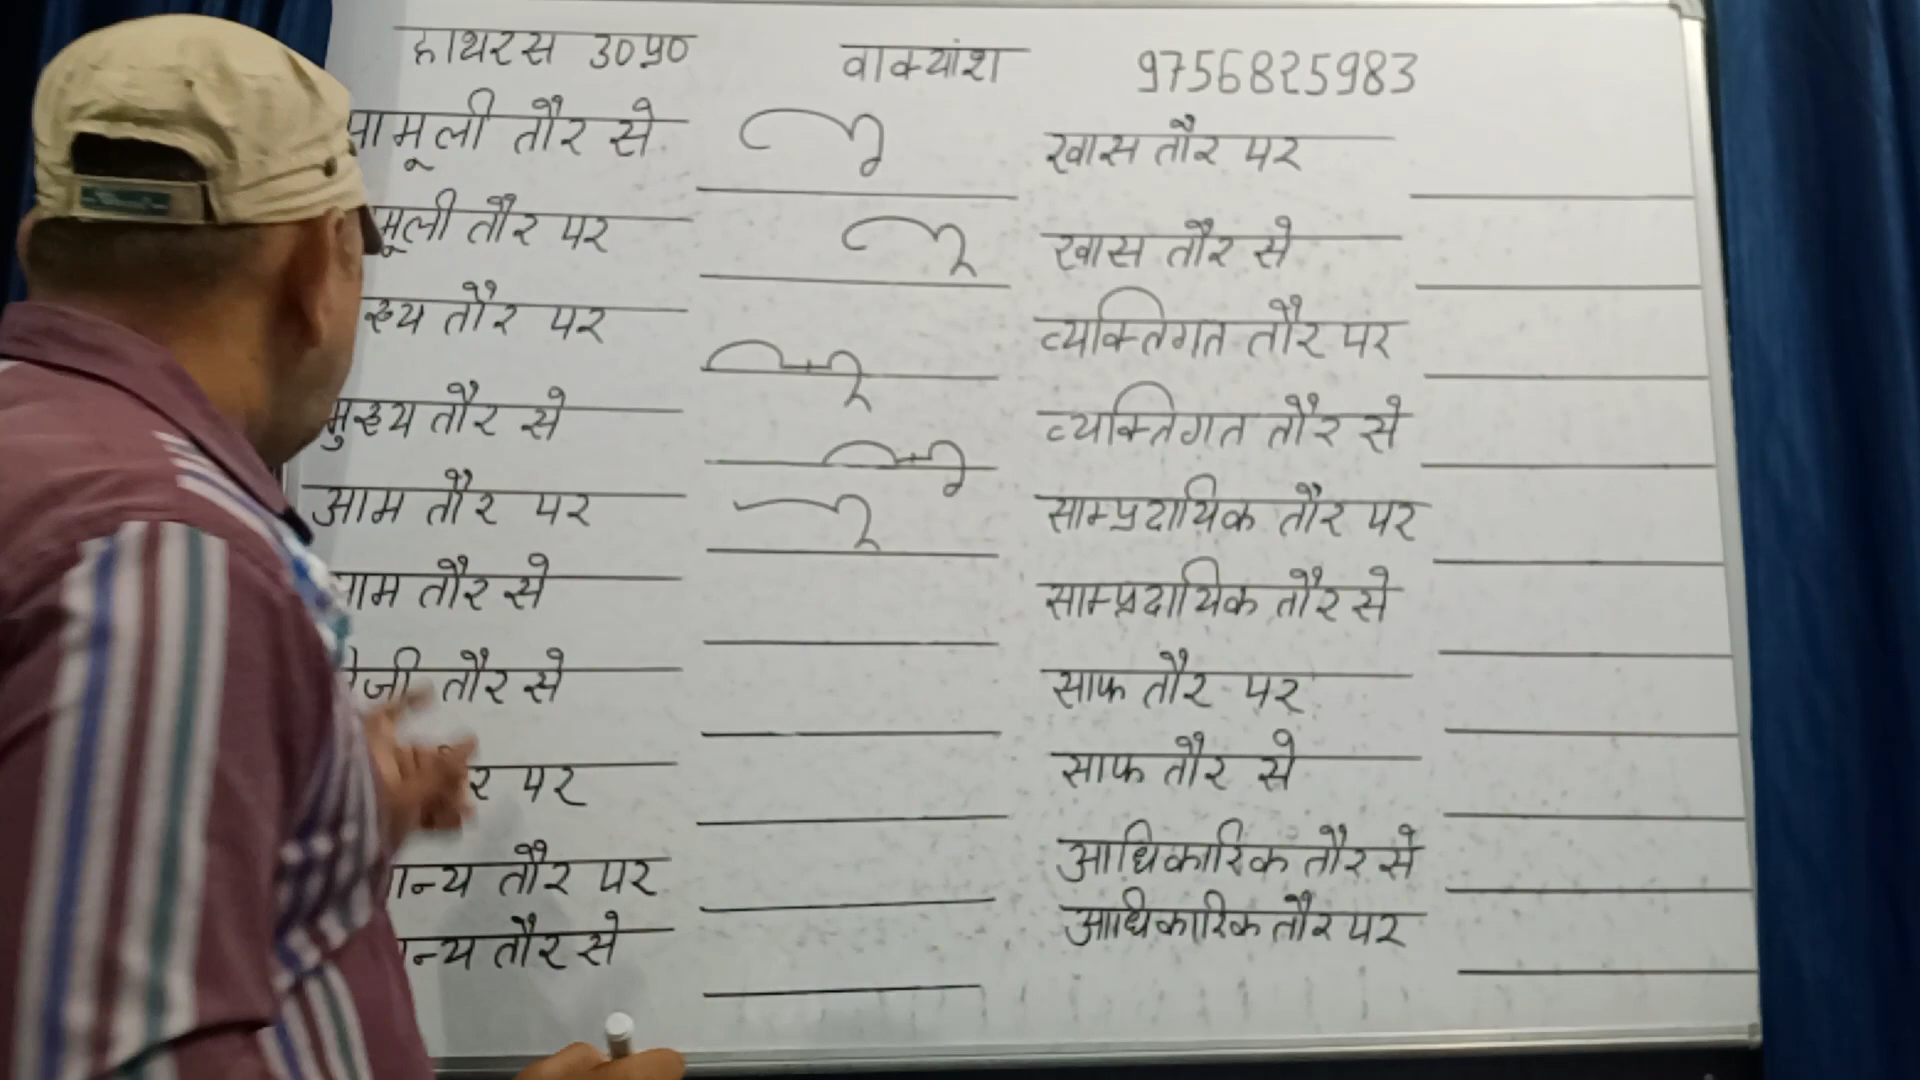 हाथरस उ०प्र० वाक्यांश 9756825983
मामूली तौर से खास तौर पर
मूली तौर पर खास तौर से
ख्य तौर पर व्यक्तिगत तौर पर
मुख्य तौर से व्यक्तिगत तौर से
आम तौर पर साम्प्रदायिक तौर पर
आम तौर से साम्प्रदायिक तौर से
तौर से साफ तौर पर
पर साफ तौर से
न्य तौर पर आधिकारिक तौर से
न्य तौर से आधिकारिक तौर पर